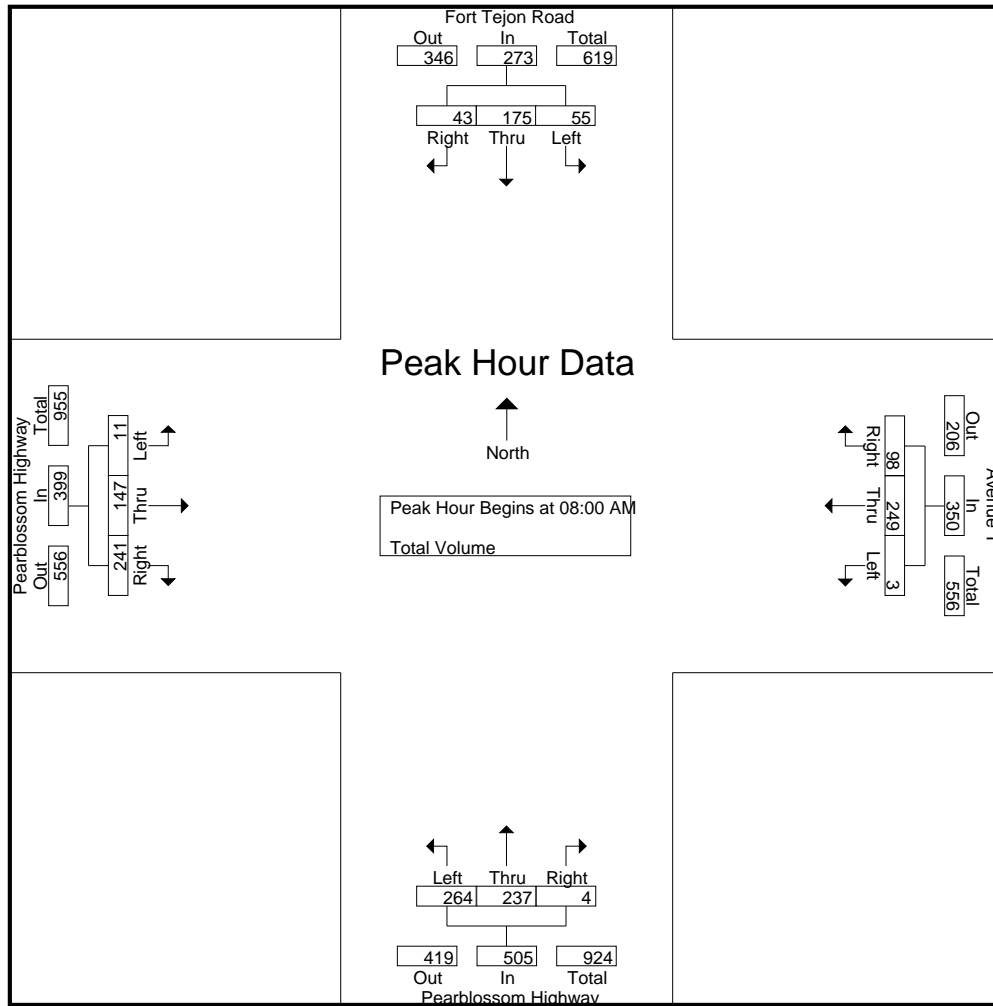 Fort Tejon Road
Out In Total
346 273 619
43 175 55
Right Thru Left
Peak Hour Data
North
Peak Hour Begins at 08:00 AM
Total Volume
Pearblossom Highway
Out In Total
556 399 955
241 147 11
Right Thru Left
Out In Total
206 350 556
98 249 3
Right Thru Left
Left Thru Right
264 237 4
419 505 924
Out In Total
Pearblossom Highway